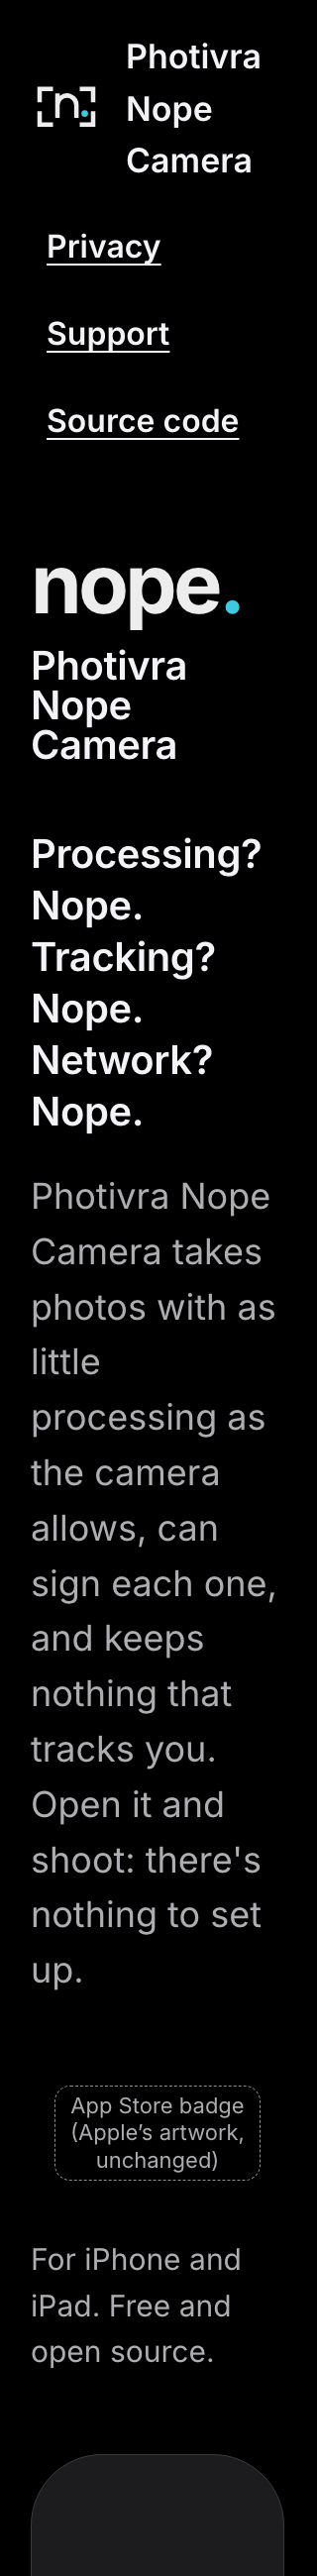 n.
Photivra
Nope
Camera
Privacy
Support
Source code
nope.
Photivra
Nope
Camera
Processing?
Nope.
Tracking?
Nope.
Network?
Nope.
Photivra Nope
Camera takes
photos with as
little
processing as
the camera
allows, can
sign each one,
and keeps
nothing that
tracks you.
Open it and
shoot: there's
nothing to set
up.
App Store badge
(Apple’s artwork,
unchanged)
For iPhone and
iPad. Free and
open source.